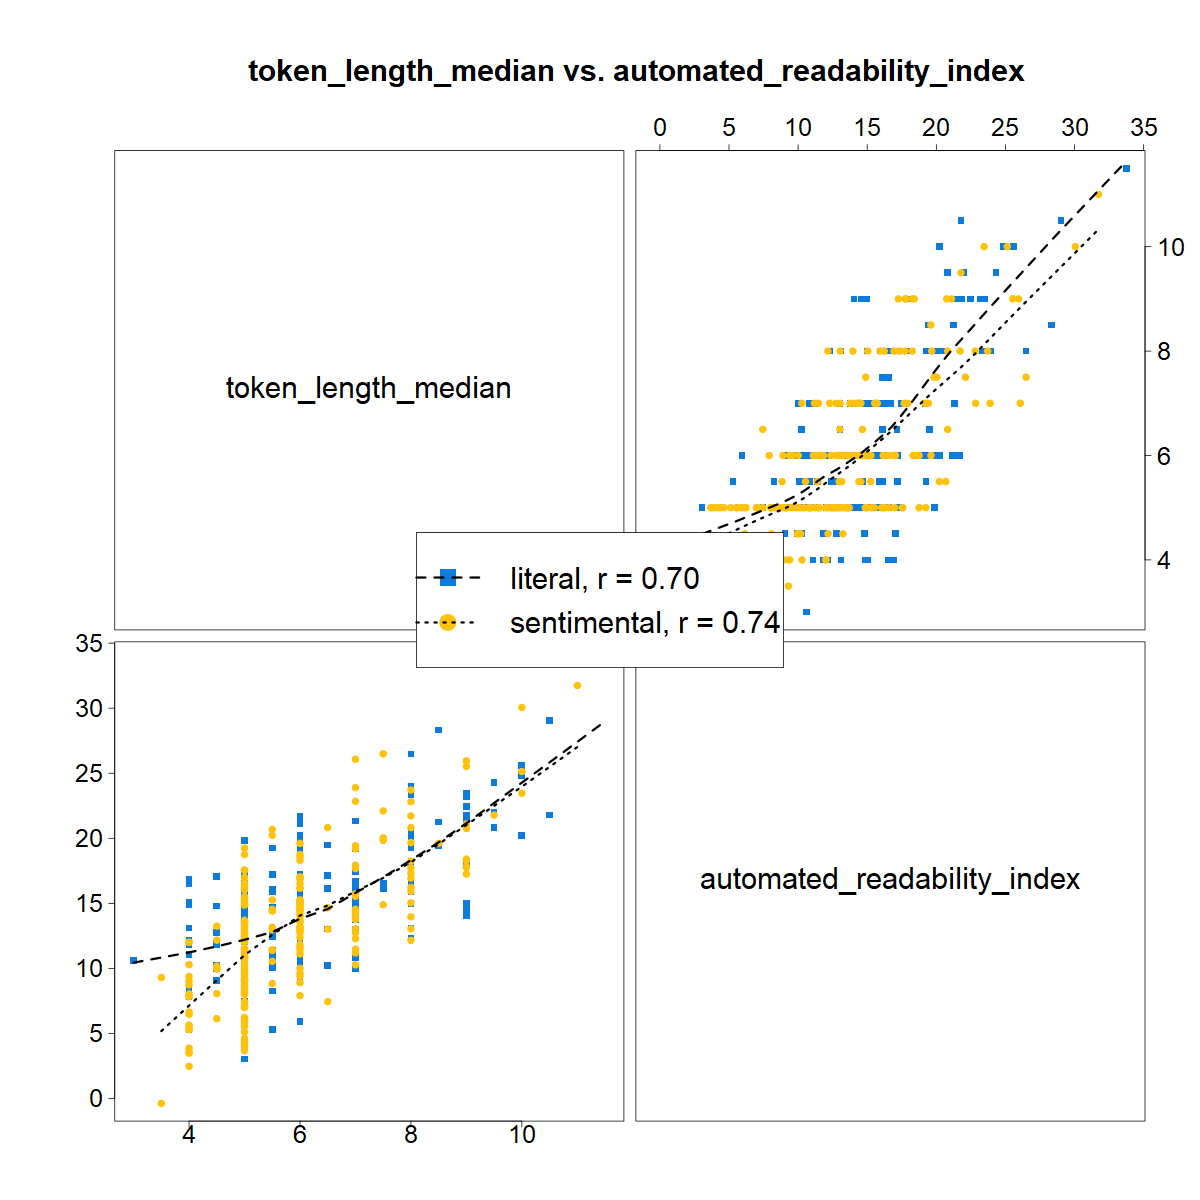 token_length_median vs. automated_readability_index
0 5 10 15 20 25 30 35
token_length_median
10
8
6
4
literal, r = 0.70
sentimental, r = 0.74
35
30
25
20
15
10
5
0
automated_readability_index
4 6 8 10